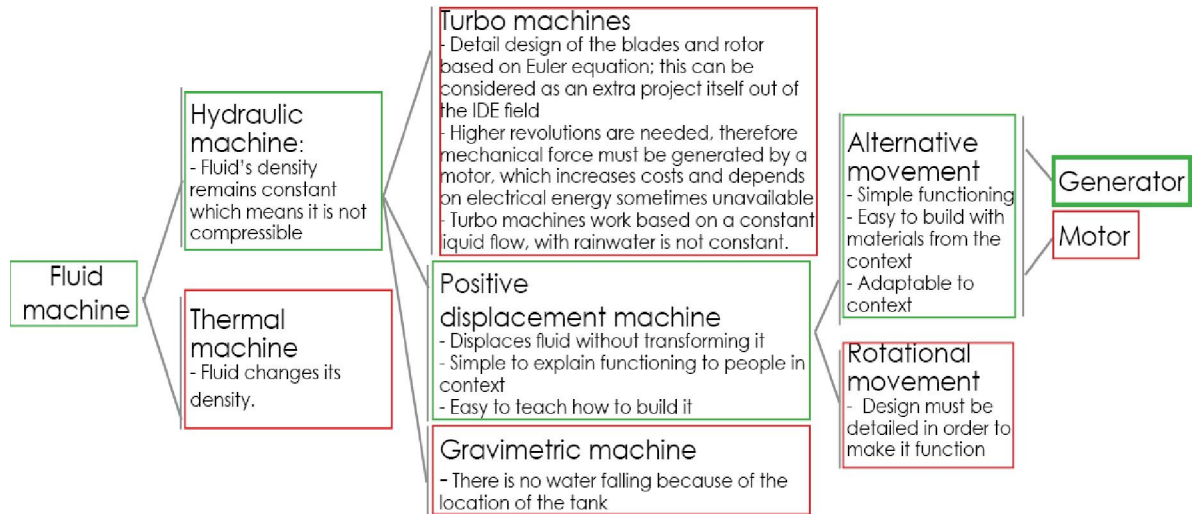 Fluid
machine
Hydraulic
machine:
- Fluid's density
remains constant
which means it is not
compressible
Thermal
machine
- Fluid changes its
density.
Turbo machines
- Detail design of the blades and rotor
based on Euler equation; this can be
considered as an extra project itself out of
the IDE field
- Higher revolutions are needed, therefore
mechanical force must be generated by a
motor, which increases costs and depends
on electrical energy sometimes unavailable
- Turbo machines work based on a constant
liquid flow, with rainwater is not constant.
Positive
displacement machine
- Displaces fluid without transforming it
- Simple to explain functioning to people in
context
- Easy to teach how to build it
Gravimetric machine
- There is no water falling because of the
location of the tank
Alternative
movement
- Simple functioning
- Easy to build with
materials from the
context
- Adaptable to
context
Rotational
movement
- Design must be
detailed in order to
make it function
Generator
Motor